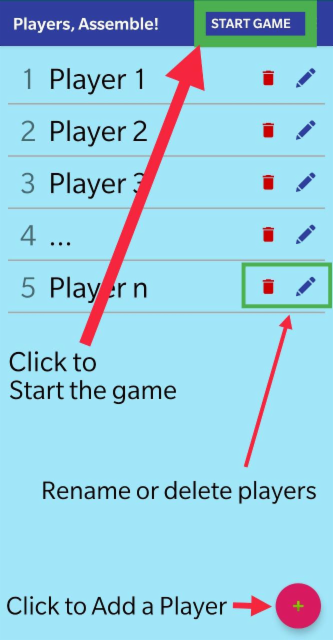 Players, Assemble! START GAME
1 Player 1
2 Player 2
3 Player 3
4 ...
5 Player n
Click to
Start the game
Rename or delete players
Click to Add a Player +